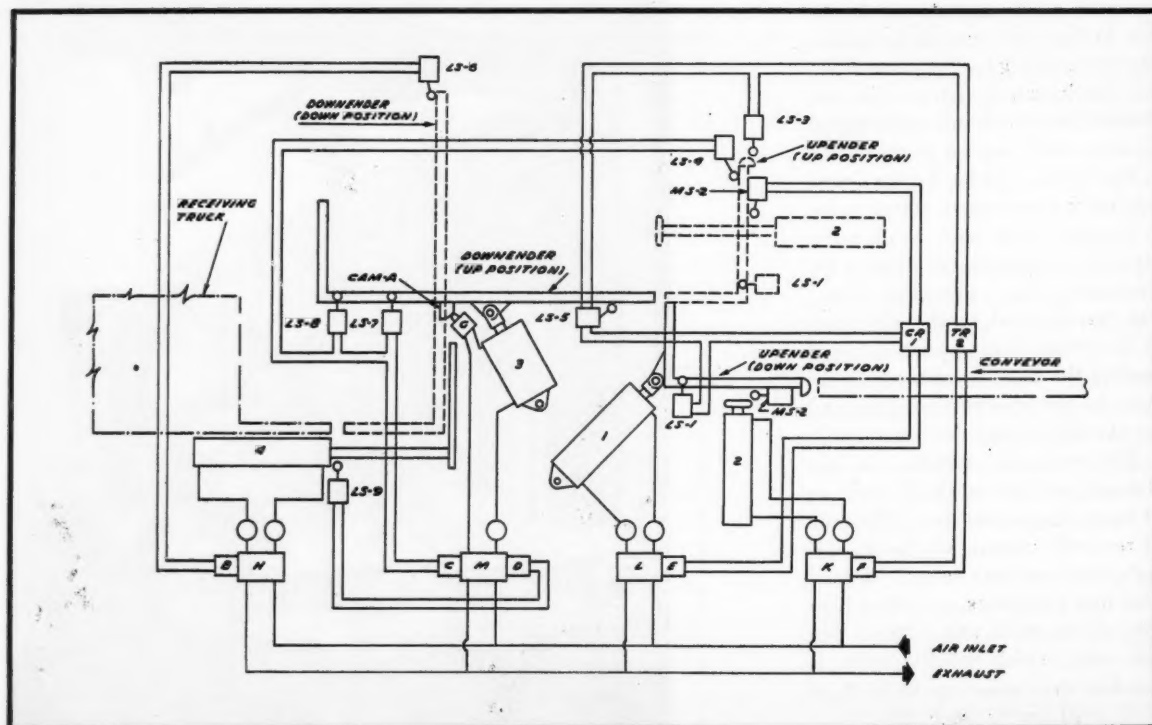 LS-6
DOWNENDER
(DOWN POSITION)
LS-3
LS-4
UPENDER
(UP POSITION)
MS-2
RECEIVING
TRUCK
2
DOWNENDER
(UP POSITION)
CAM-A
LS-1
LS-8
LS-7
G
LS-5
3
CR
1
TR
2
UPENDER
(DOWN POSITION)
CONVEYOR
MS-2
LS-1
1
2
4
LS-9
B
H
C
M
D
L
E
K
F
AIR INLET
EXHAUST